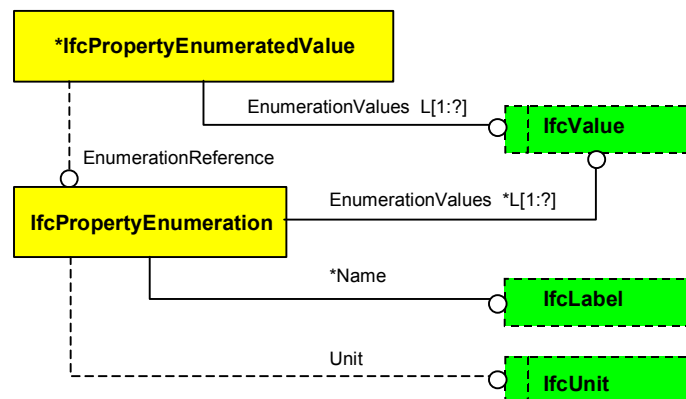 *IfcPropertyEnumeratedValue
EnumerationValues L[1:?]
IfcValue
EnumerationReference
IfcPropertyEnumeration
EnumerationValues *L[1:?]
*Name
IfcLabel
Unit
IfcUnit